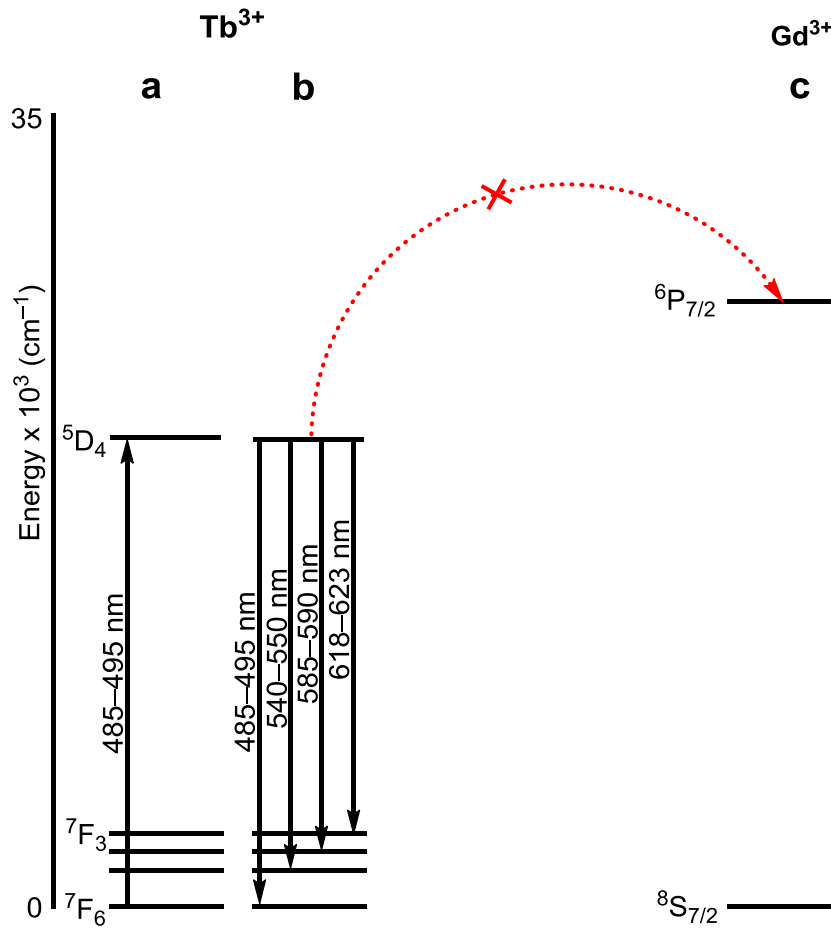 Tb³⁺
Gd³⁺
a
b
c
35
Energy x 10³ (cm⁻¹)
⁶P₇/₂
⁵D₄
485–495 nm
485–495 nm
540–550 nm
585–590 nm
618–623 nm
⁷F₃
0
⁷F₆
⁸S₇/₂